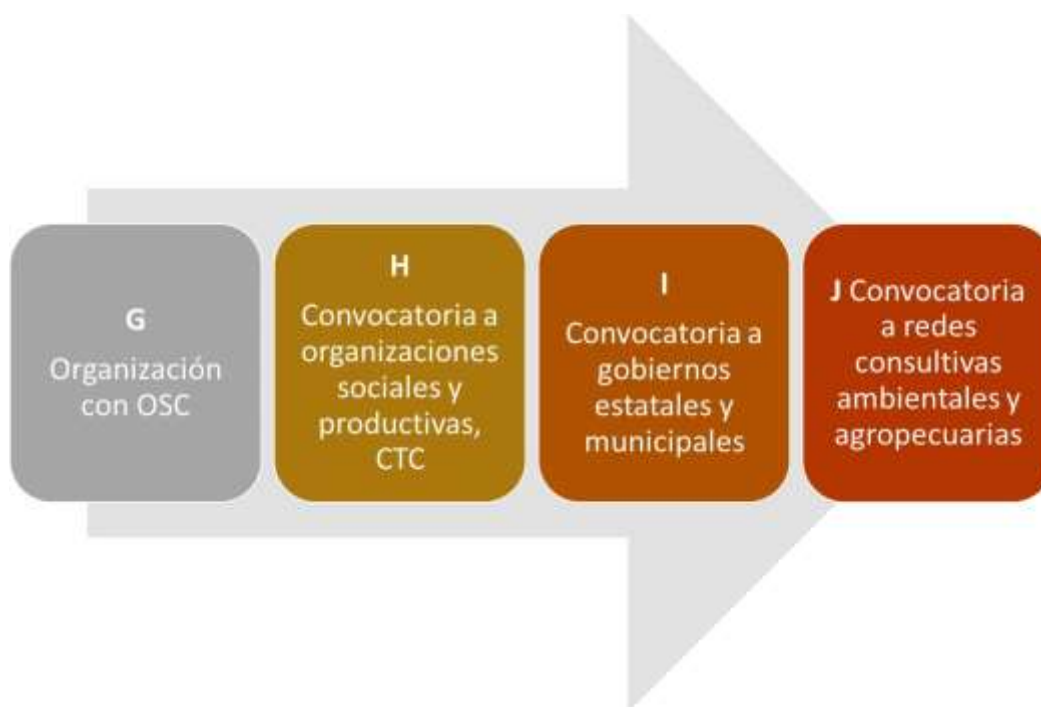 G
Organización
con OSC
H
Convocatoria a
organizaciones
sociales y
productivas,
CTC
I
Convocatoria a
gobiernos
estatales y
municipales
J Convocatoria
a redes
consultivas
ambientales y
agropecuarias